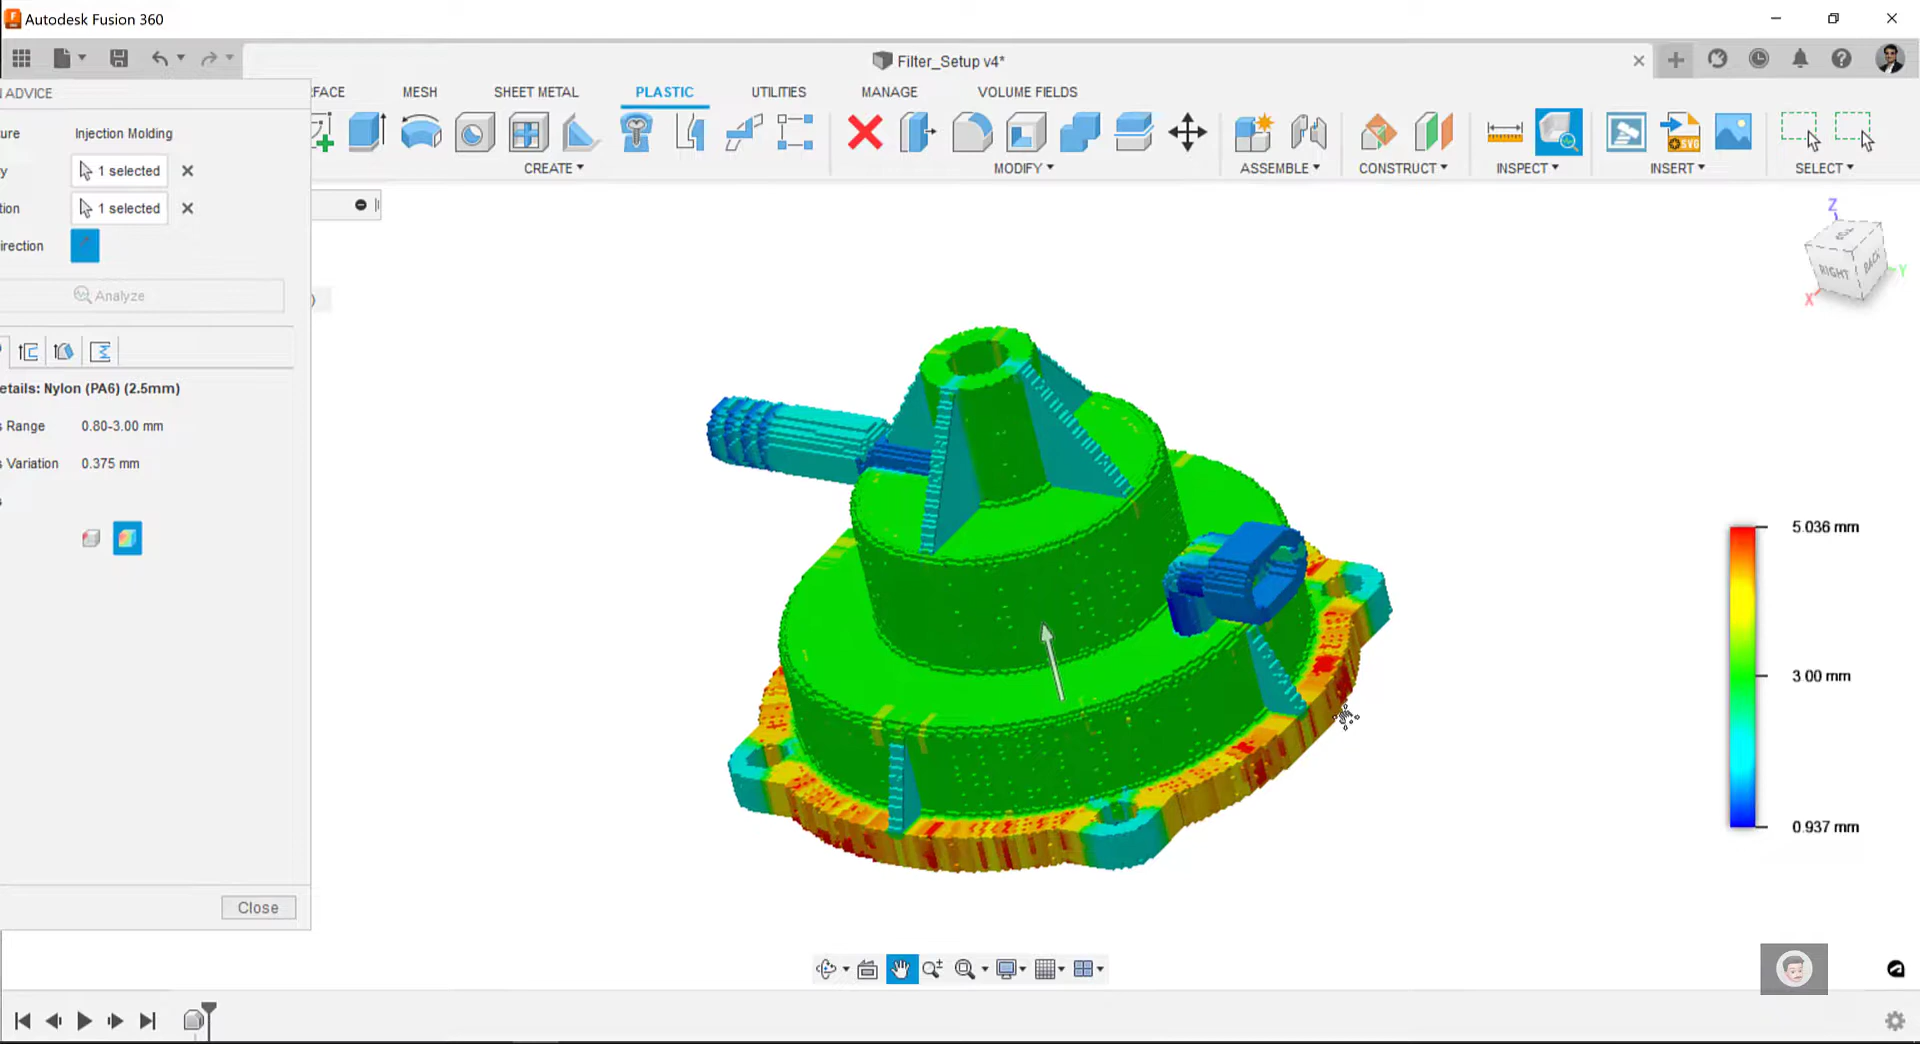 Autodesk Fusion 360
Filter_Setup v4*
N ADVICE
FACE
MESH
SHEET METAL
PLASTIC
UTILITIES
MANAGE
VOLUME FIELDS
CREATE
MODIFY
ASSEMBLE
CONSTRUCT
INSPECT
INSERT
SELECT
SVG
ure
Injection Molding
y
1 selected
tion
1 selected
irection
Analyze
)
etails: Nylon (PA6) (2.5mm)
s Range
0.80-3.00 mm
s Variation
0.375 mm
s
Close
Z
TOP
RIGHT
BACK
Y
X
5.036 mm
3.00 mm
0.937 mm